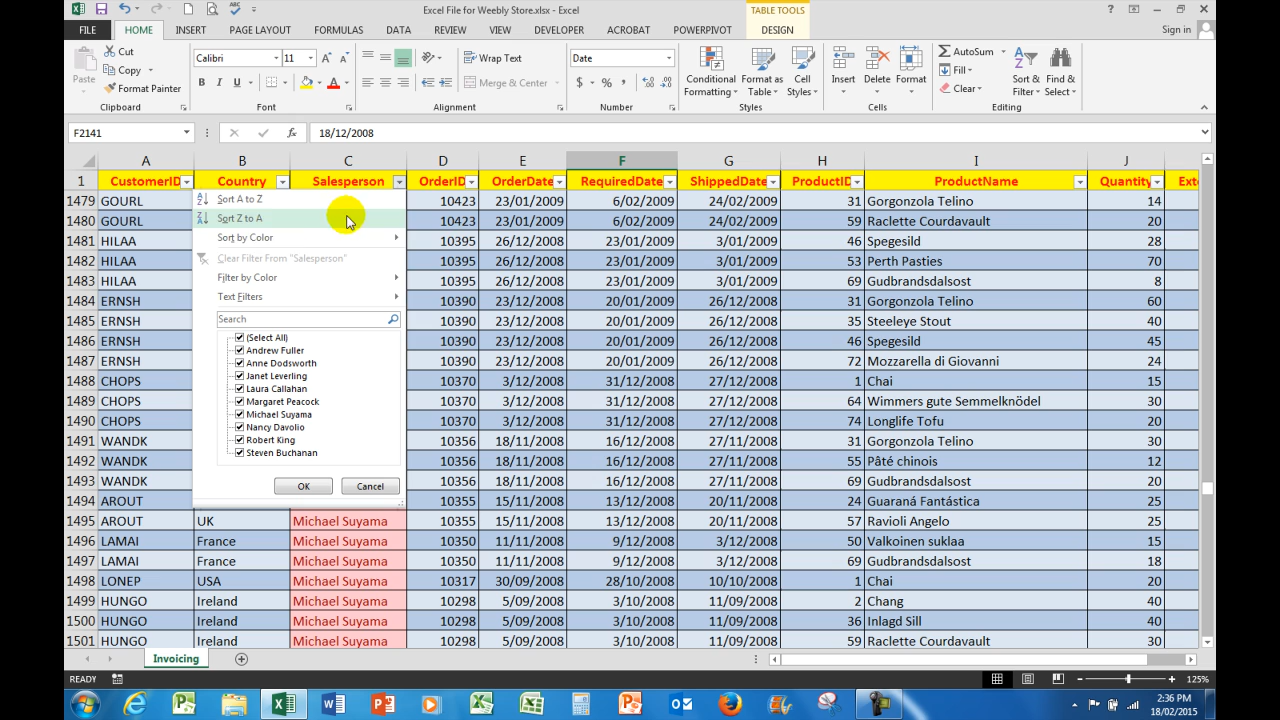 Excel File for Weebly Store.xlsx - Excel
TABLE TOOLS
FILE HOME INSERT PAGE LAYOUT FORMULAS DATA REVIEW VIEW DEVELOPER ACROBAT POWERPIVOT DESIGN Sign in
Paste
Cut
Copy
Format Painter
Clipboard
Calibri 11
B I U
Font
Wrap Text
Merge & Center
Alignment
Date
$ % ,
Number
Conditional Formatting
Format as Table
Cell Styles
Styles
Insert Delete Format
Cells
AutoSum
Fill
Clear
Sort & Filter
Find & Select
Editing
F2141 fx 18/12/2008
A B C D E F G H I J
1 CustomerID Country Salesperson OrderID OrderDate RequiredDate ShippedDate ProductID ProductName Quantity Exte
1479 GOURL 10423 23/01/2009 6/02/2009 24/02/2009 31 Gorgonzola Telino 14
1480 GOURL 10423 23/01/2009 6/02/2009 24/02/2009 59 Raclette Courdavault 20
1481 HILAA 10395 26/12/2008 23/01/2009 3/01/2009 46 Spegesild 28
1482 HILAA 10395 26/12/2008 23/01/2009 3/01/2009 53 Perth Pasties 70
1483 HILAA 10395 26/12/2008 23/01/2009 3/01/2009 69 Gudbrandsdalsost 8
1484 ERNSH 10390 23/12/2008 20/01/2009 26/12/2008 31 Gorgonzola Telino 60
1485 ERNSH 10390 23/12/2008 20/01/2009 26/12/2008 35 Steeleye Stout 40
1486 ERNSH 10390 23/12/2008 20/01/2009 26/12/2008 46 Spegesild 45
1487 ERNSH 10390 23/12/2008 20/01/2009 26/12/2008 72 Mozzarella di Giovanni 24
1488 CHOPS 10370 3/12/2008 31/12/2008 27/12/2008 1 Chai 15
1489 CHOPS 10370 3/12/2008 31/12/2008 27/12/2008 64 Wimmers gute Semmelknödel 30
1490 CHOPS 10370 3/12/2008 31/12/2008 27/12/2008 74 Longlife Tofu 20
1491 WANDK 10356 18/11/2008 16/12/2008 27/11/2008 31 Gorgonzola Telino 30
1492 WANDK 10356 18/11/2008 16/12/2008 27/11/2008 55 Pâté chinois 12
1493 WANDK 10356 18/11/2008 16/12/2008 27/11/2008 69 Gudbrandsdalsost 20
1494 AROUT 10355 15/11/2008 13/12/2008 20/11/2008 24 Guaraná Fantástica 25
1495 AROUT UK Michael Suyama 10355 15/11/2008 13/12/2008 20/11/2008 57 Ravioli Angelo 25
1496 LAMAI France Michael Suyama 10350 11/11/2008 9/12/2008 3/12/2008 50 Valkoinen suklaa 15
1497 LAMAI France Michael Suyama 10350 11/11/2008 9/12/2008 3/12/2008 69 Gudbrandsdalsost 18
1498 LONEP USA Michael Suyama 10317 30/09/2008 28/10/2008 10/10/2008 1 Chai 20
1499 HUNGO Ireland Michael Suyama 10298 5/09/2008 3/10/2008 11/09/2008 2 Chang 40
1500 HUNGO Ireland Michael Suyama 10298 5/09/2008 3/10/2008 11/09/2008 36 Inlagd Sill 40
1501 HUNGO Ireland Michael Suyama 10298 5/09/2008 3/10/2008 11/09/2008 59 Raclette Courdavault 30
Sort A to Z
Sort Z to A
Sort by Color
Clear Filter From "Salesperson"
Filter by Color
Text Filters
Search
(Select All)
Andrew Fuller
Anne Dodsworth
Janet Leverling
Laura Callahan
Margaret Peacock
Michael Suyama
Nancy Davolio
Robert King
Steven Buchanan
OK Cancel
Invoicing
READY 125%
2:36 PM
18/02/2015